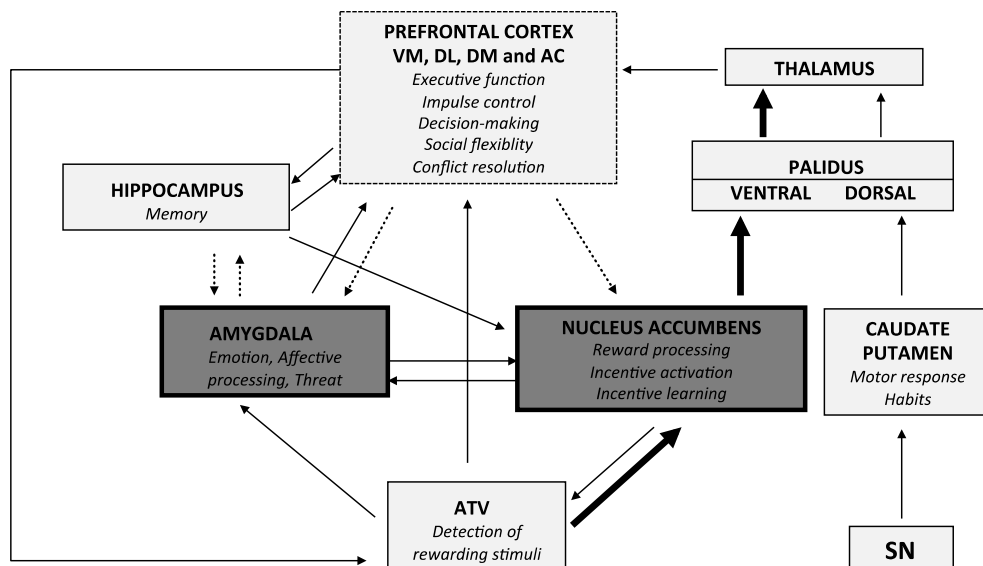 PREFRONTAL CORTEX
VM, DL, DM and AC
Executive function
Impulse control
Decision-making
Social flexiblity
Conflict resolution
THALAMUS
PALIDUS
VENTRAL DORSAL
HIPPOCAMPUS
Memory
AMYGDALA
Emotion, Affective
processing, Threat
NUCLEUS ACCUMBENS
Reward processing
Incentive activation
Incentive learning
CAUDATE
PUTAMEN
Motor response
Habits
ATV
Detection of
rewarding stimuli
SN